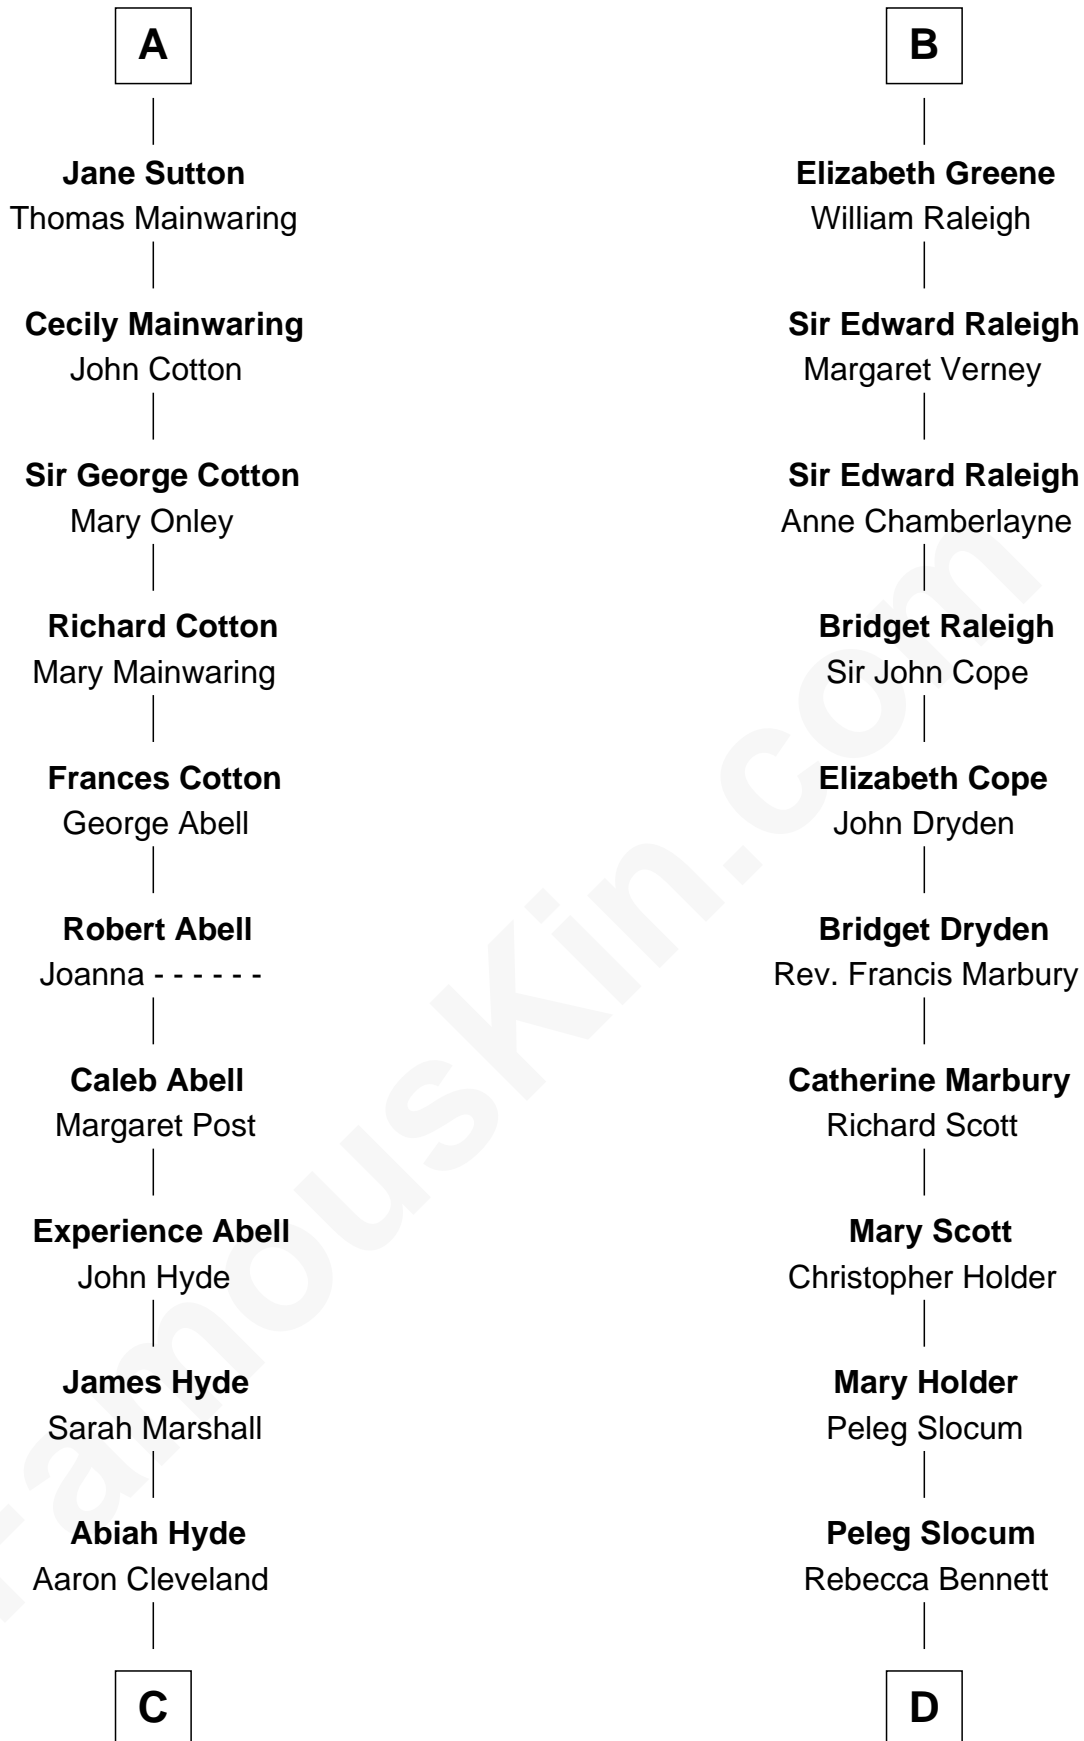 A
Jane Sutton
Thomas Mainwaring
Cecily Mainwaring
John Cotton
Sir George Cotton
Mary Onley
Richard Cotton
Mary Mainwaring
Frances Cotton
George Abell
Robert Abell
Joanna - - - - - -
Caleb Abell
Margaret Post
Experience Abell
John Hyde
James Hyde
Sarah Marshall
Abiah Hyde
Aaron Cleveland
C
B
Elizabeth Greene
William Raleigh
Sir Edward Raleigh
Margaret Verney
Sir Edward Raleigh
Anne Chamberlayne
Bridget Raleigh
Sir John Cope
Elizabeth Cope
John Dryden
Bridget Dryden
Rev. Francis Marbury
Catherine Marbury
Richard Scott
Mary Scott
Christopher Holder
Mary Holder
Peleg Slocum
Peleg Slocum
Rebecca Bennett
D
FamousKin.com